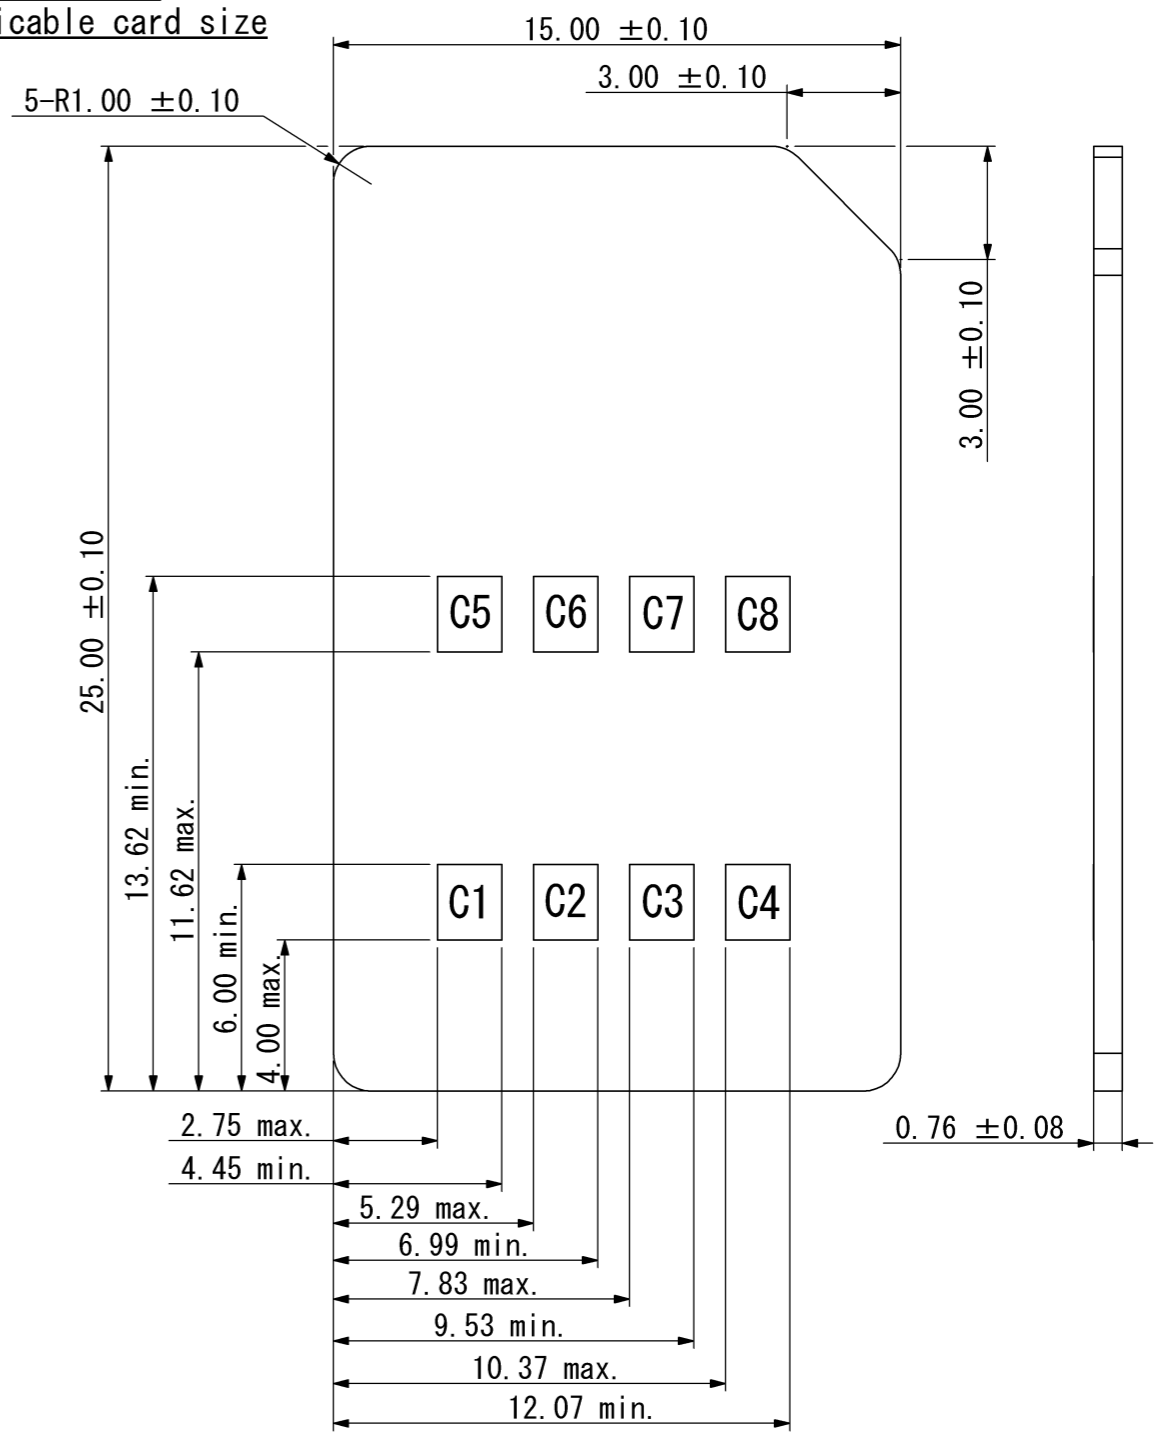 icable card size
15.00 ±0.10
3.00 ±0.10
5-R1.00 ±0.10
3.00 ±0.10
25.00 ±0.10
13.62 min.
11.62 max.
6.00 min.
4.00 max.
C5 C6 C7 C8
C1 C2 C3 C4
2.75 max.
0.76 ±0.08
4.45 min.
5.29 max.
6.99 min.
7.83 max.
9.53 min.
10.37 max.
12.07 min.